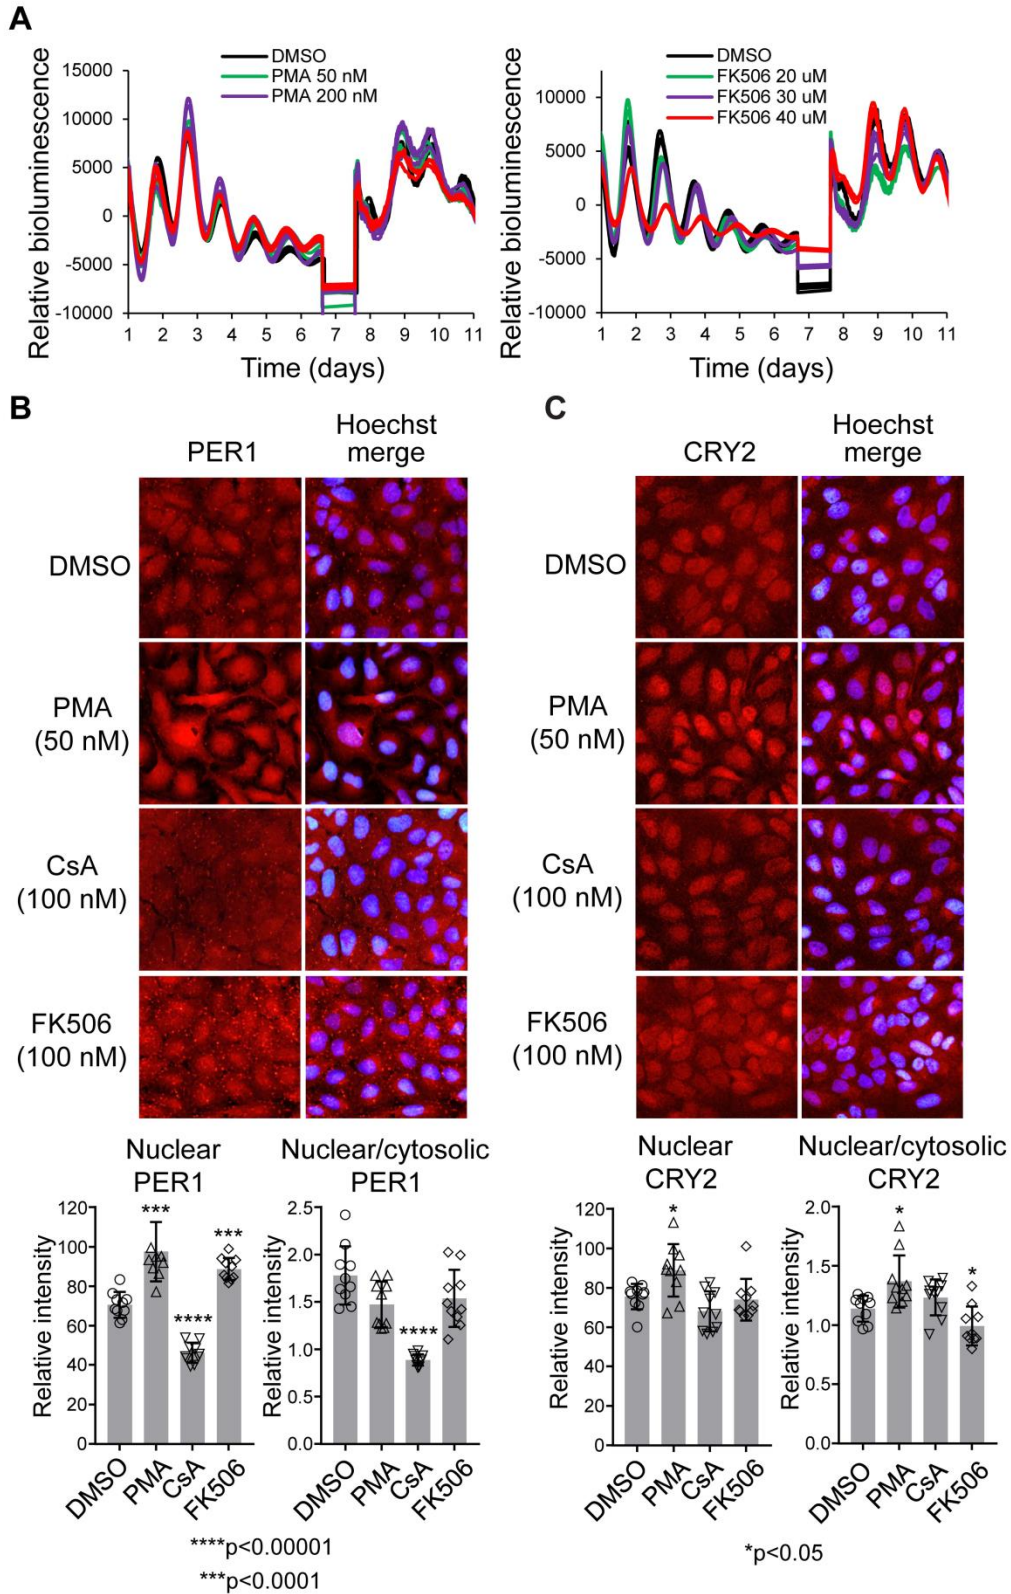 A
Relative bioluminescence
15000
10000
5000
0
-5000
-10000
DMSO
PMA 50 nM
PMA 200 nM
1 2 3 4 5 6 7 8 9 10 11
Time (days)
Relative bioluminescence
10000
5000
0
-5000
-10000
DMSO
FK506 20 uM
FK506 30 uM
FK506 40 uM
1 2 3 4 5 6 7 8 9 10 11
Time (days)
B
PER1
Hoechst
merge
DMSO
PMA
(50 nM)
CsA
(100 nM)
FK506
(100 nM)
Nuclear
PER1
Relative intensity
120
100
80
60
40
20
0
***
****
***
DMSO
PMA
CsA
FK506
Nuclear/cytosolic
PER1
Relative intensity
2.5
2.0
1.5
1.0
0.5
0.0
****
DMSO
PMA
CsA
FK506
****p<0.00001
***p<0.0001
C
CRY2
Hoechst
merge
DMSO
PMA
(50 nM)
CsA
(100 nM)
FK506
(100 nM)
Nuclear
CRY2
Relative intensity
120
100
80
60
40
20
0
*
DMSO
PMA
CsA
FK506
Nuclear/cytosolic
CRY2
Relative intensity
2.0
1.5
1.0
0.5
0.0
*
*
DMSO
PMA
CsA
FK506
*p<0.05